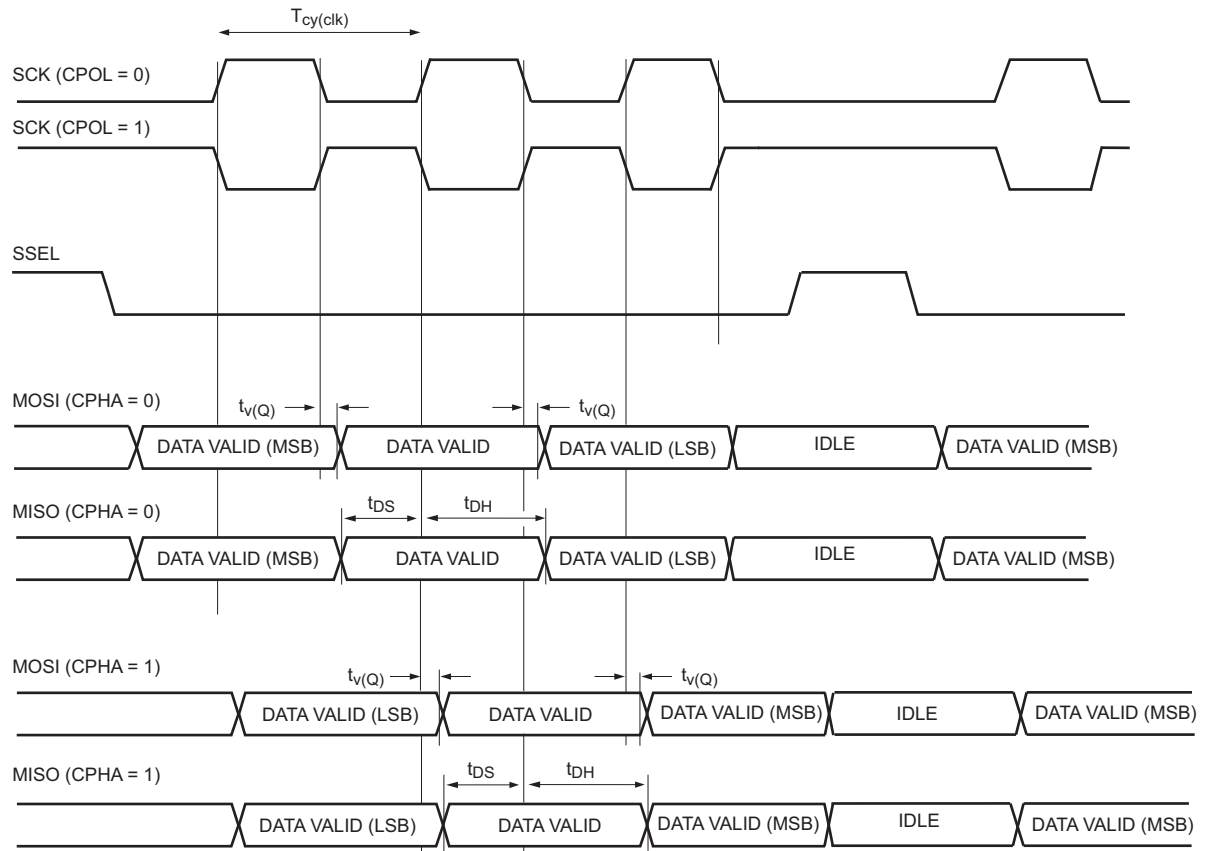 Tcy(clk)
SCK (CPOL = 0)
SCK (CPOL = 1)
SSEL
MOSI (CPHA = 0)
tv(Q) tv(Q)
DATA VALID (MSB) DATA VALID DATA VALID (LSB) IDLE DATA VALID (MSB)
MISO (CPHA = 0)
tDS tDH
DATA VALID (MSB) DATA VALID DATA VALID (LSB) IDLE DATA VALID (MSB)
MOSI (CPHA = 1)
tv(Q) tv(Q)
DATA VALID (LSB) DATA VALID DATA VALID (MSB) IDLE DATA VALID (MSB)
MISO (CPHA = 1)
tDS tDH
DATA VALID (LSB) DATA VALID DATA VALID (MSB) IDLE DATA VALID (MSB)